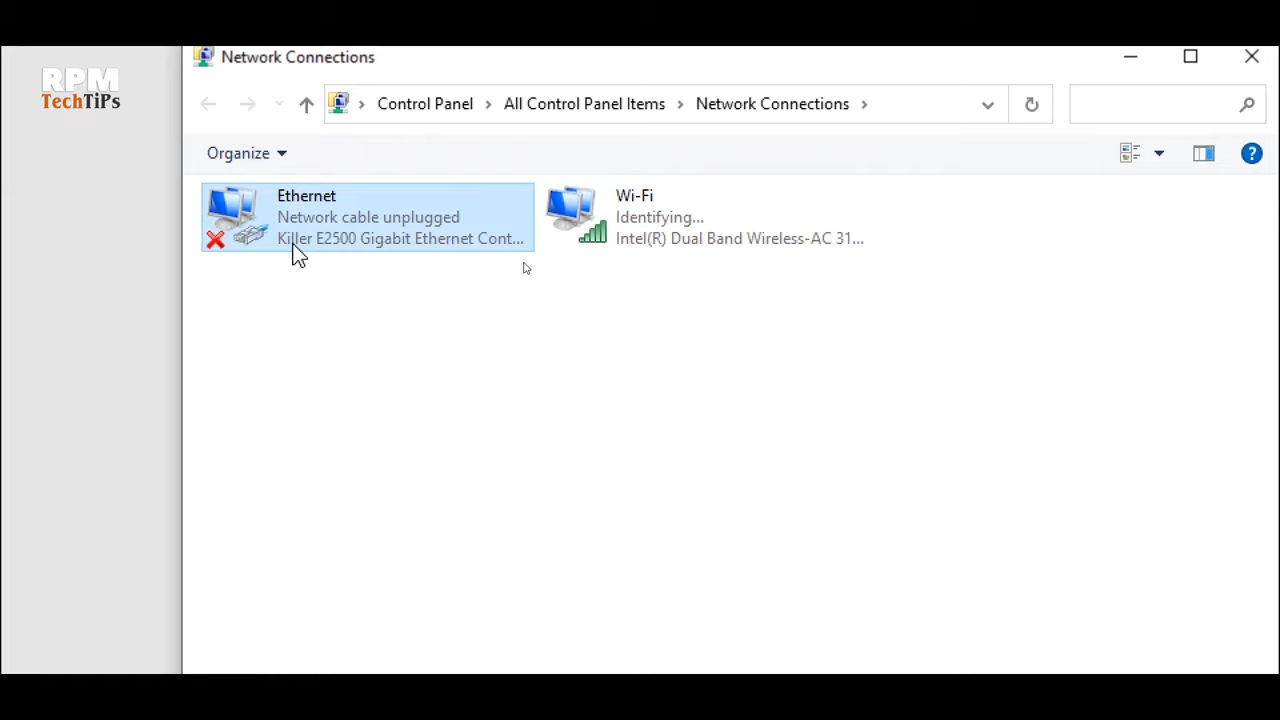 RPM
TechTiPs
Network Connections
Control Panel
All Control Panel Items
Network Connections
Organize
Ethernet
Network cable unplugged
Killer E2500 Gigabit Ethernet Cont...
Wi-Fi
Identifying...
Intel(R) Dual Band Wireless-AC 31...
?